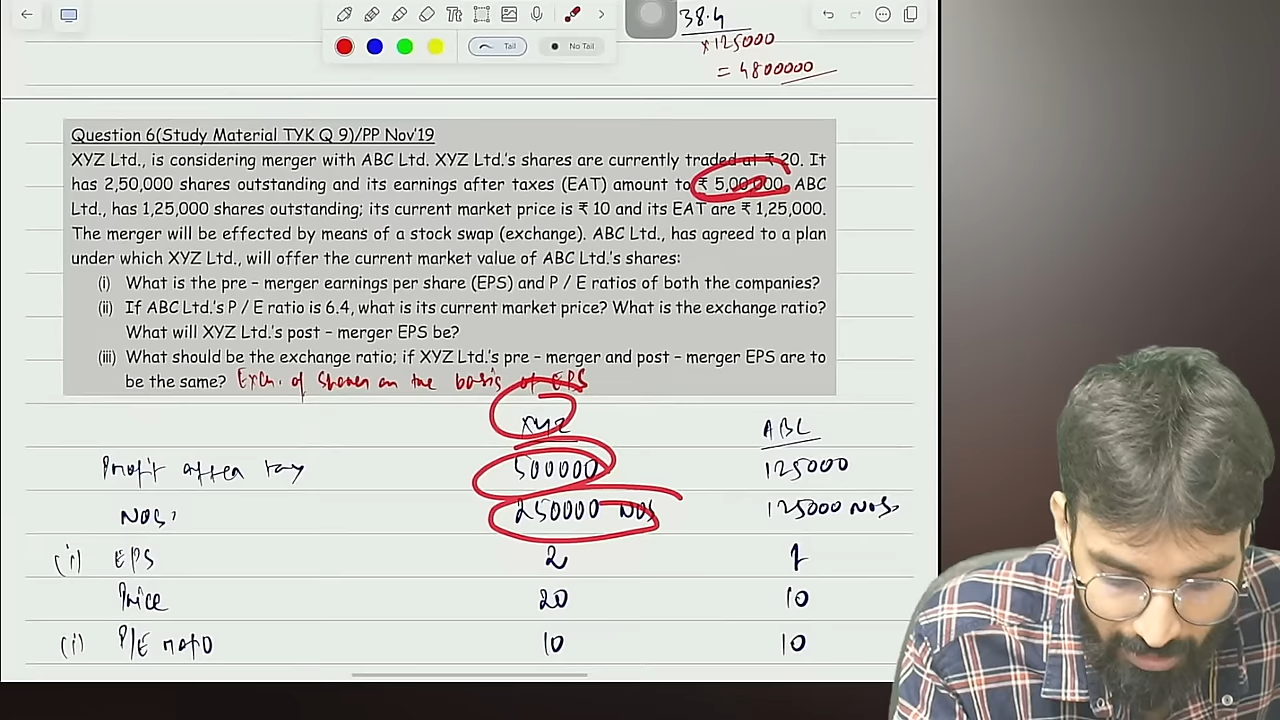 38.4
×125000
= 4800000
Tail
No Tail
Question 6(Study Material TYK Q 9)/PP Nov'19
XYZ Ltd., is considering merger with ABC Ltd. XYZ Ltd.'s shares are currently traded at ₹ 20. It
has 2,50,000 shares outstanding and its earnings after taxes (EAT) amount to ₹ 5,00,000. ABC
Ltd., has 1,25,000 shares outstanding; its current market price is ₹ 10 and its EAT are ₹ 1,25,000.
The merger will be effected by means of a stock swap (exchange). ABC Ltd., has agreed to a plan
under which XYZ Ltd., will offer the current market value of ABC Ltd.'s shares:
(i) What is the pre – merger earnings per share (EPS) and P / E ratios of both the companies?
(ii) If ABC Ltd.'s P / E ratio is 6.4, what is its current market price? What is the exchange ratio?
What will XYZ Ltd.'s post – merger EPS be?
(iii) What should be the exchange ratio; if XYZ Ltd.'s pre – merger and post – merger EPS are to
be the same? Exch. of shares on the basis of EPS
XYZ ABC
Profit after tax 500000 125000
NOS. 250000 NOS 125000 NOS.
(i) EPS 2 1
Price 20 10
(i) P/E ratio 10 10